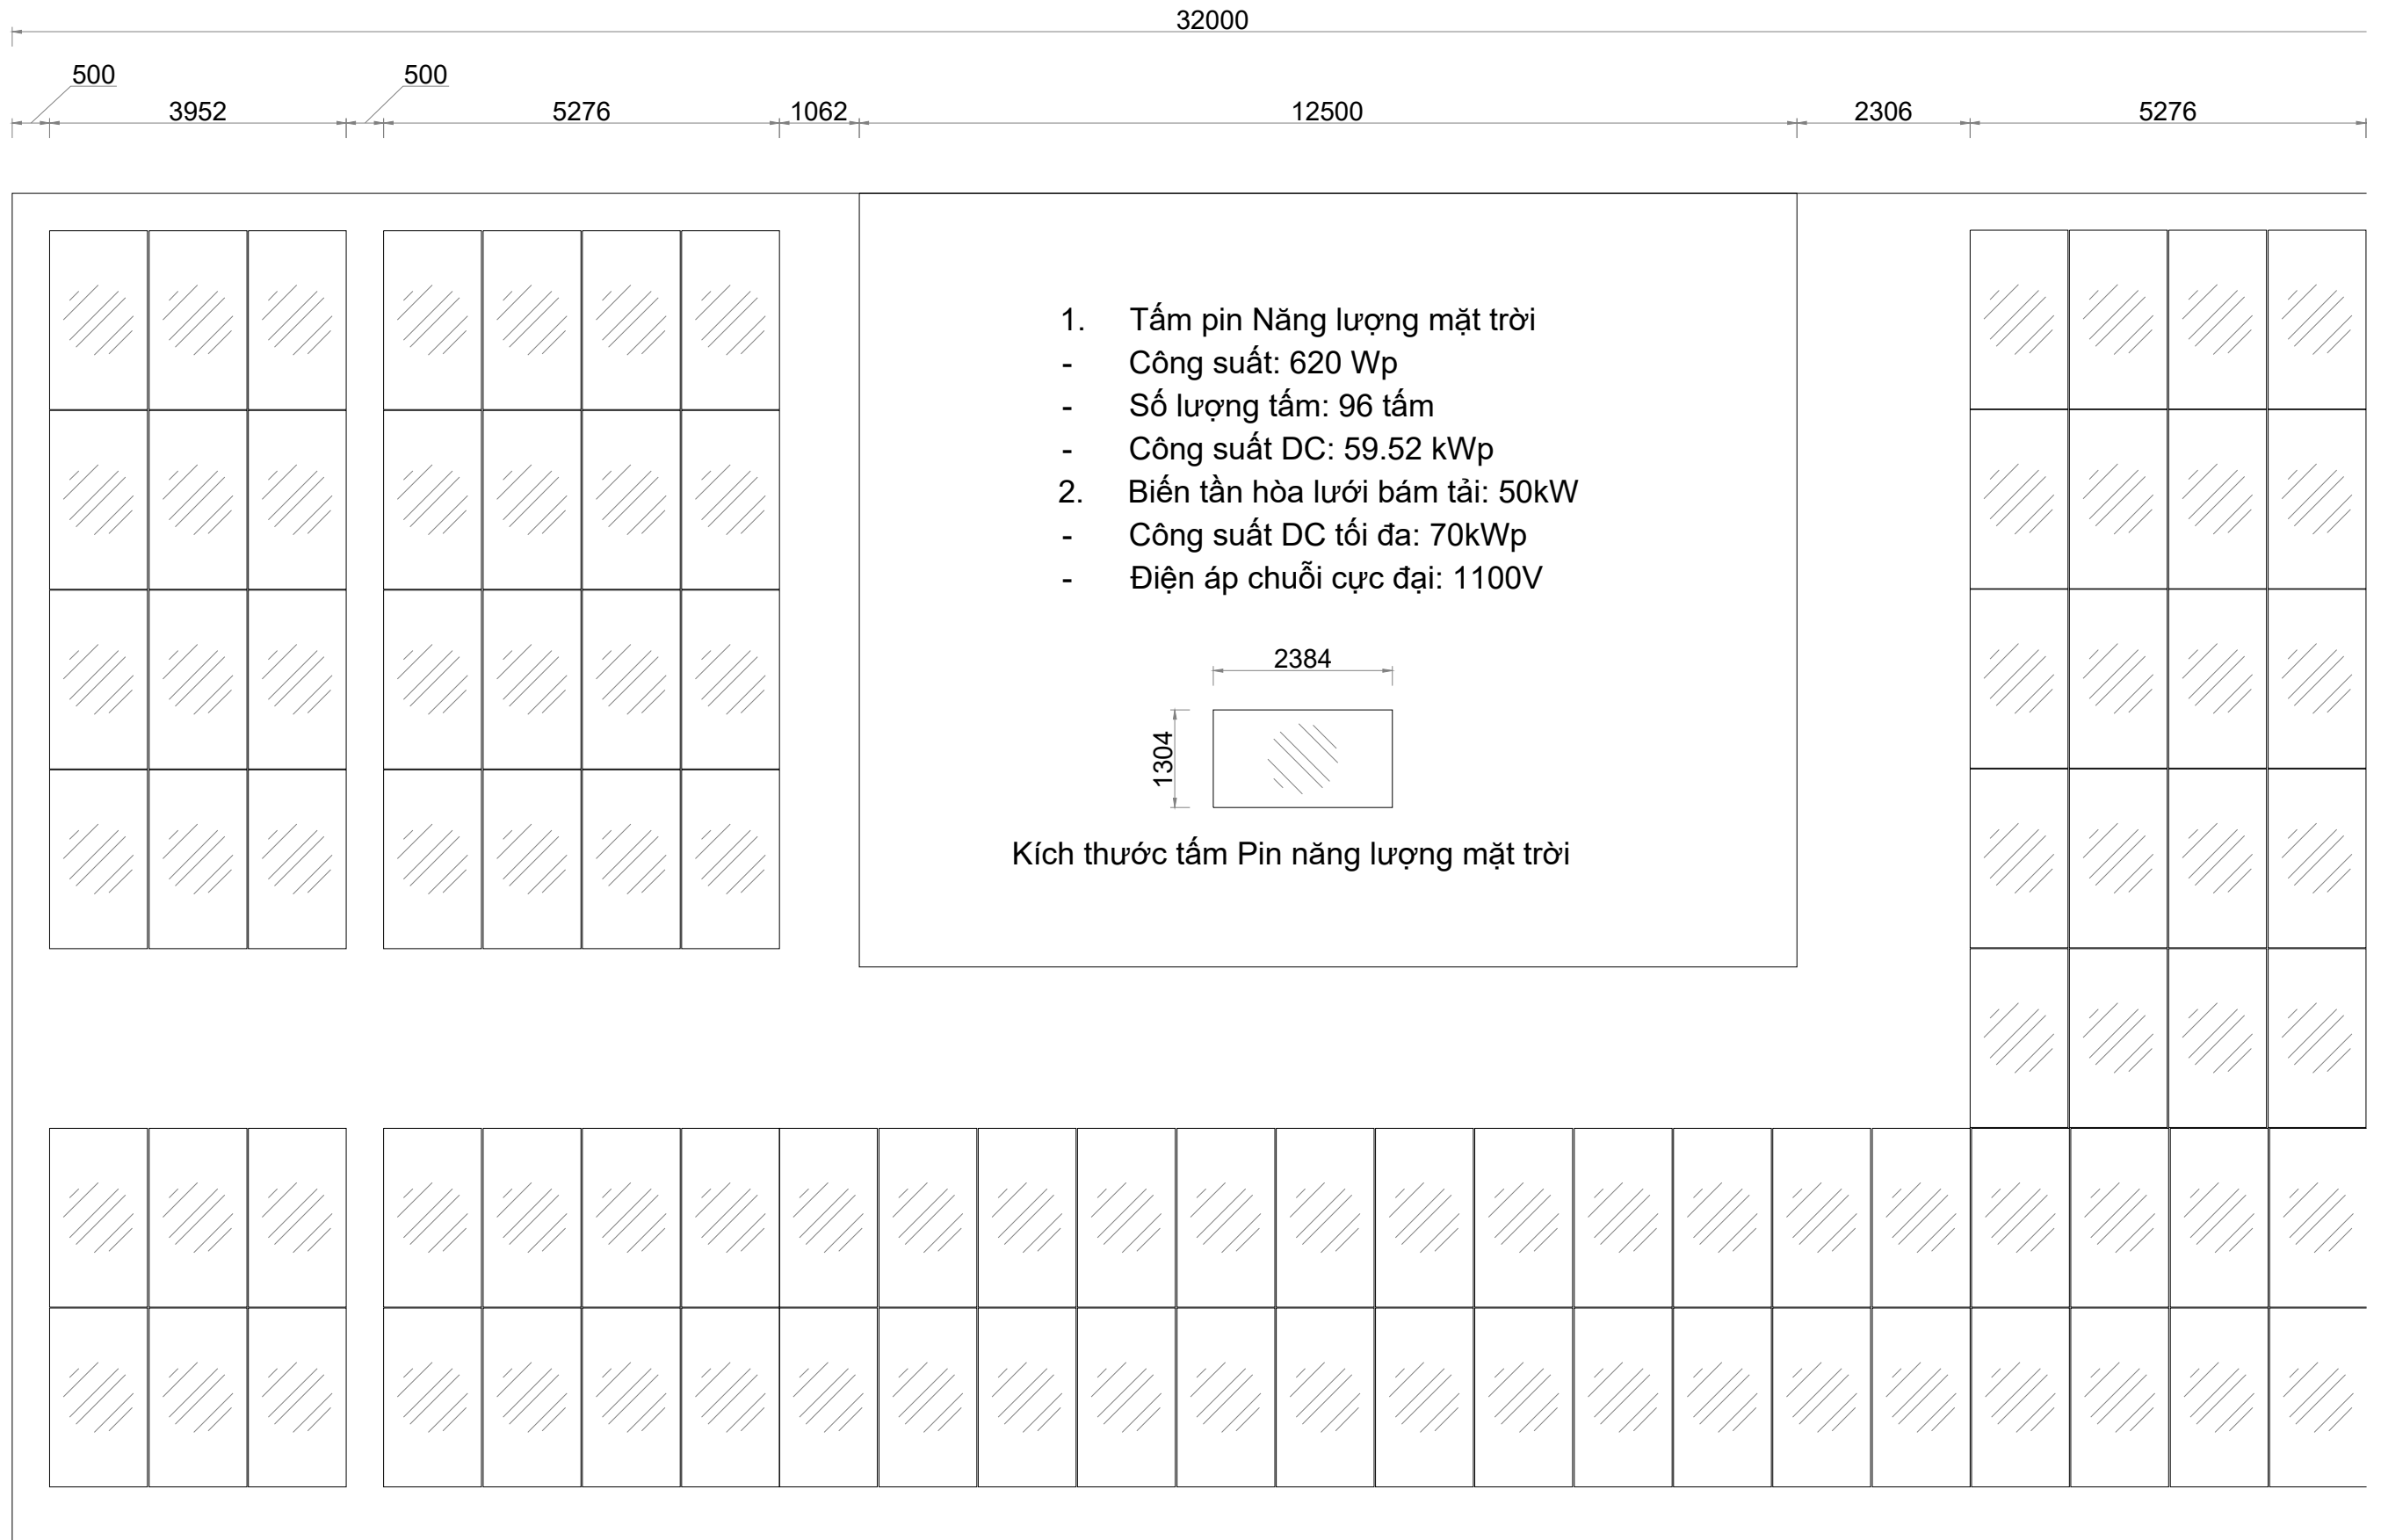 32000
500
500
3952
5276
1062
12500
2306
5276
1. Tấm pin Năng lượng mặt trời
- Công suất: 620 Wp
- Số lượng tấm: 96 tấm
- Công suất DC: 59.52 kWp
2. Biến tần hòa lưới bám tải: 50kW
- Công suất DC tối đa: 70kWp
- Điện áp chuỗi cực đại: 1100V
2384
1304
Kích thước tấm Pin năng lượng mặt trời